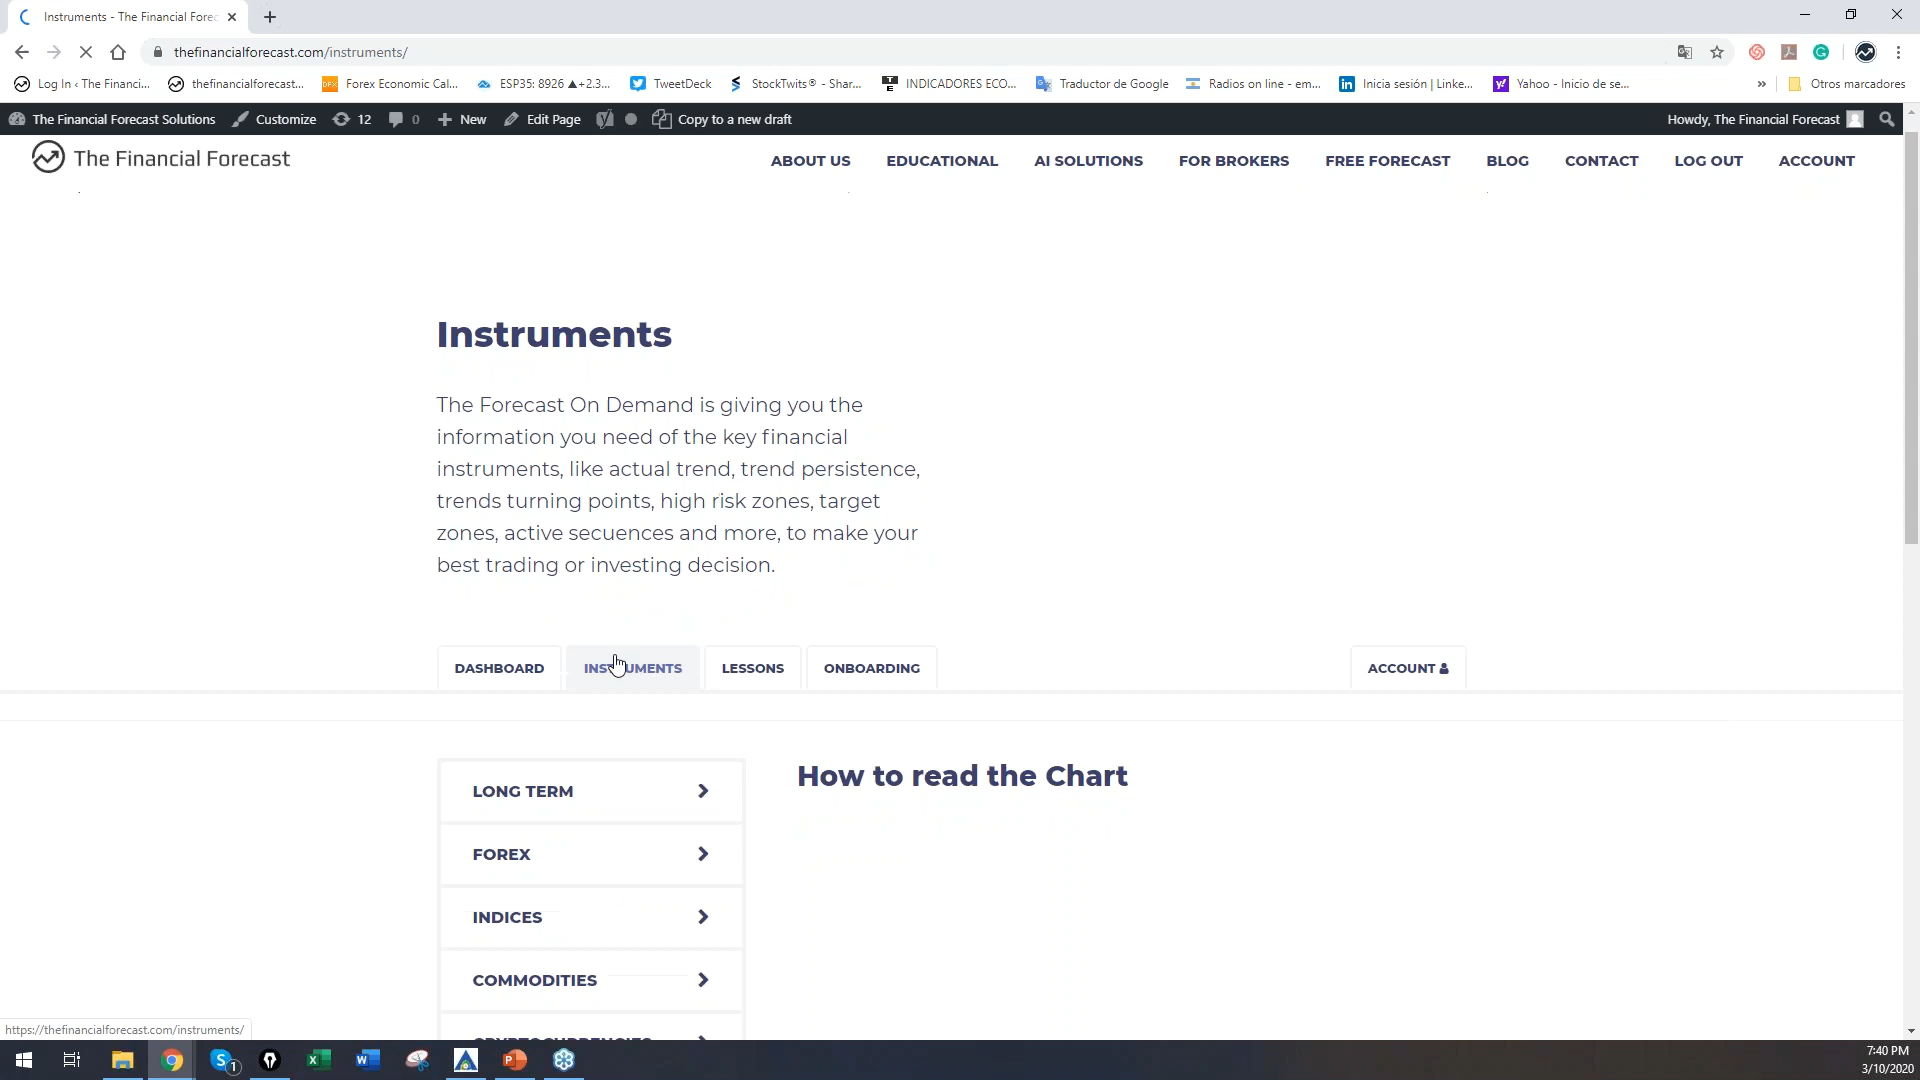 Instruments - The Financial Forec
thefinancialforecast.com/instruments/
Log In ‹ The Financi...
thefinancialforecast...
Forex Economic Cal...
ESP35: 8926 ▲+2.3...
TweetDeck
StockTwits® - Shar...
INDICADORES ECO...
Traductor de Google
Radios on line - em...
Inicia sesión | Linke...
Yahoo - Inicio de se...
»
Otros marcadores
The Financial Forecast Solutions
Customize
12
0
New
Edit Page
Copy to a new draft
Howdy, The Financial Forecast
The Financial Forecast
ABOUT US
EDUCATIONAL
AI SOLUTIONS
FOR BROKERS
FREE FORECAST
BLOG
CONTACT
LOG OUT
ACCOUNT
Instruments
The Forecast On Demand is giving you the
information you need of the key financial
instruments, like actual trend, trend persistence,
trends turning points, high risk zones, target
zones, active secuences and more, to make your
best trading or investing decision.
DASHBOARD
INSTRUMENTS
LESSONS
ONBOARDING
ACCOUNT
LONG TERM
FOREX
INDICES
COMMODITIES
How to read the Chart
https://thefinancialforecast.com/instruments/
7:40 PM
3/10/2020